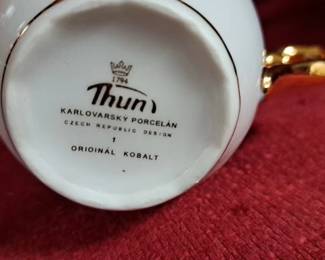 1794
Thun
KARLOVARSKÝ PORCELÁN
CZECH REPUBLIC DESIGN
1
ORIGINÁL KOBALT